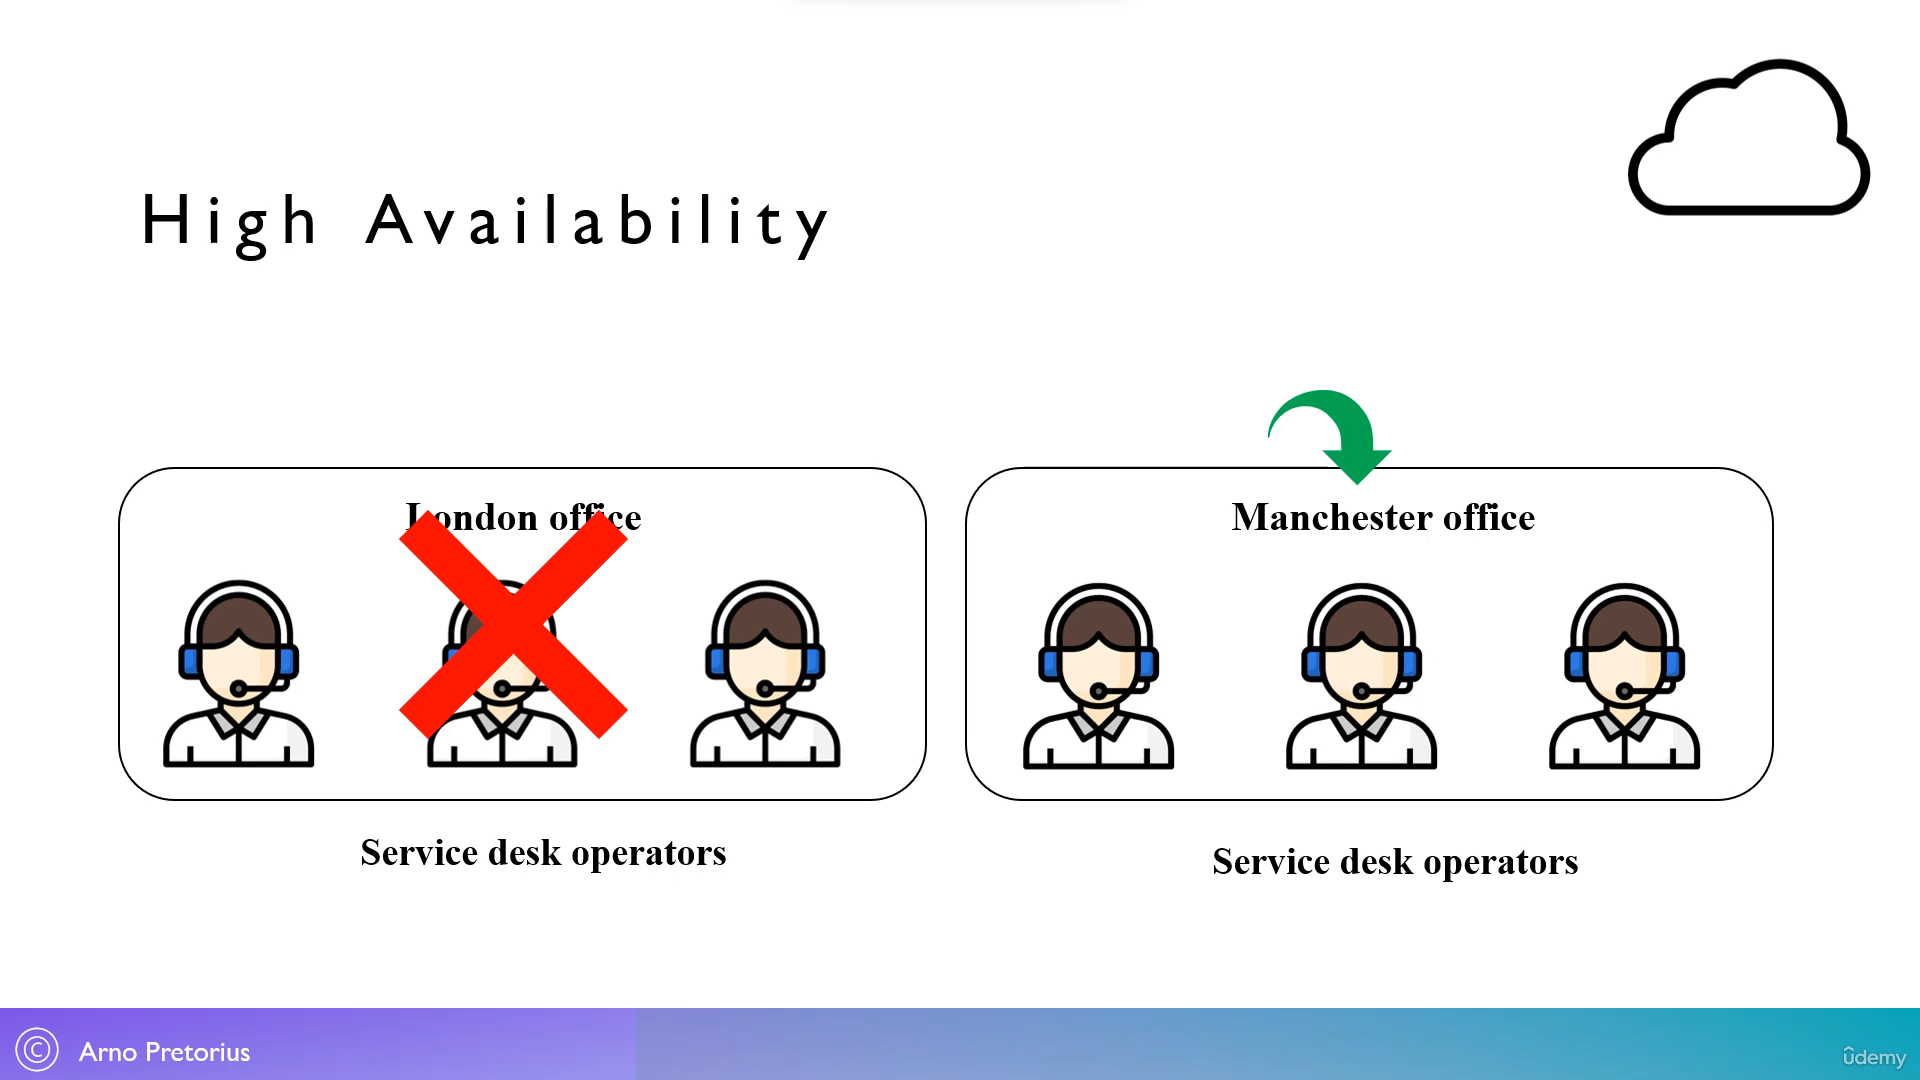 High Availability
London office
Manchester office
Service desk operators
Service desk operators
© Arno Pretorius
ûdemy